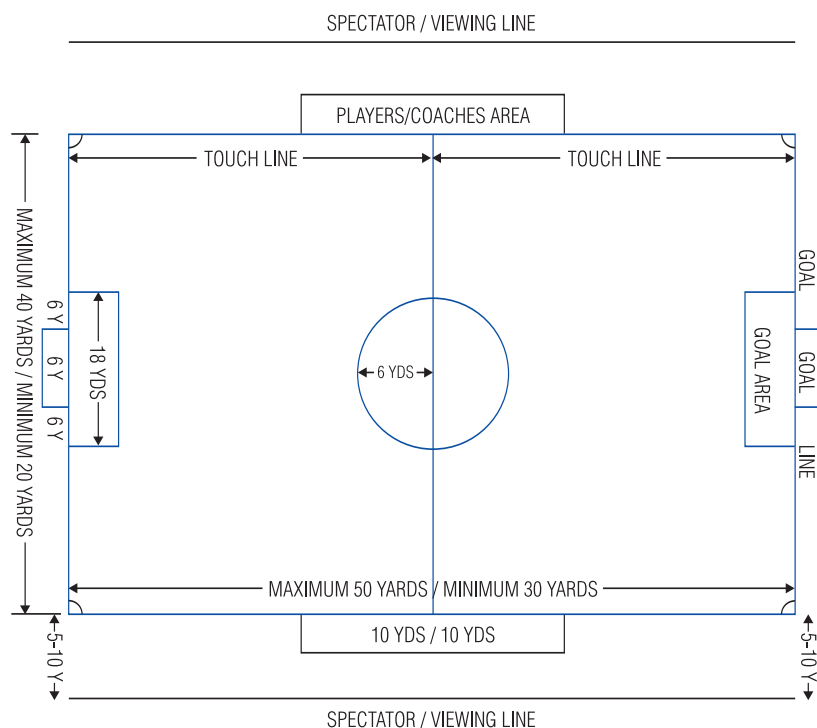 SPECTATOR / VIEWING LINE
PLAYERS/COACHES AREA
TOUCH LINE
TOUCH LINE
MAXIMUM 40 YARDS / MINIMUM 20 YARDS
6 Y
6 Y
6 Y
18 YDS
6 YDS
GOAL AREA
GOAL
GOAL
LINE
MAXIMUM 50 YARDS / MINIMUM 30 YARDS
10 YDS / 10 YDS
5-10 Y
5-10 Y
SPECTATOR / VIEWING LINE